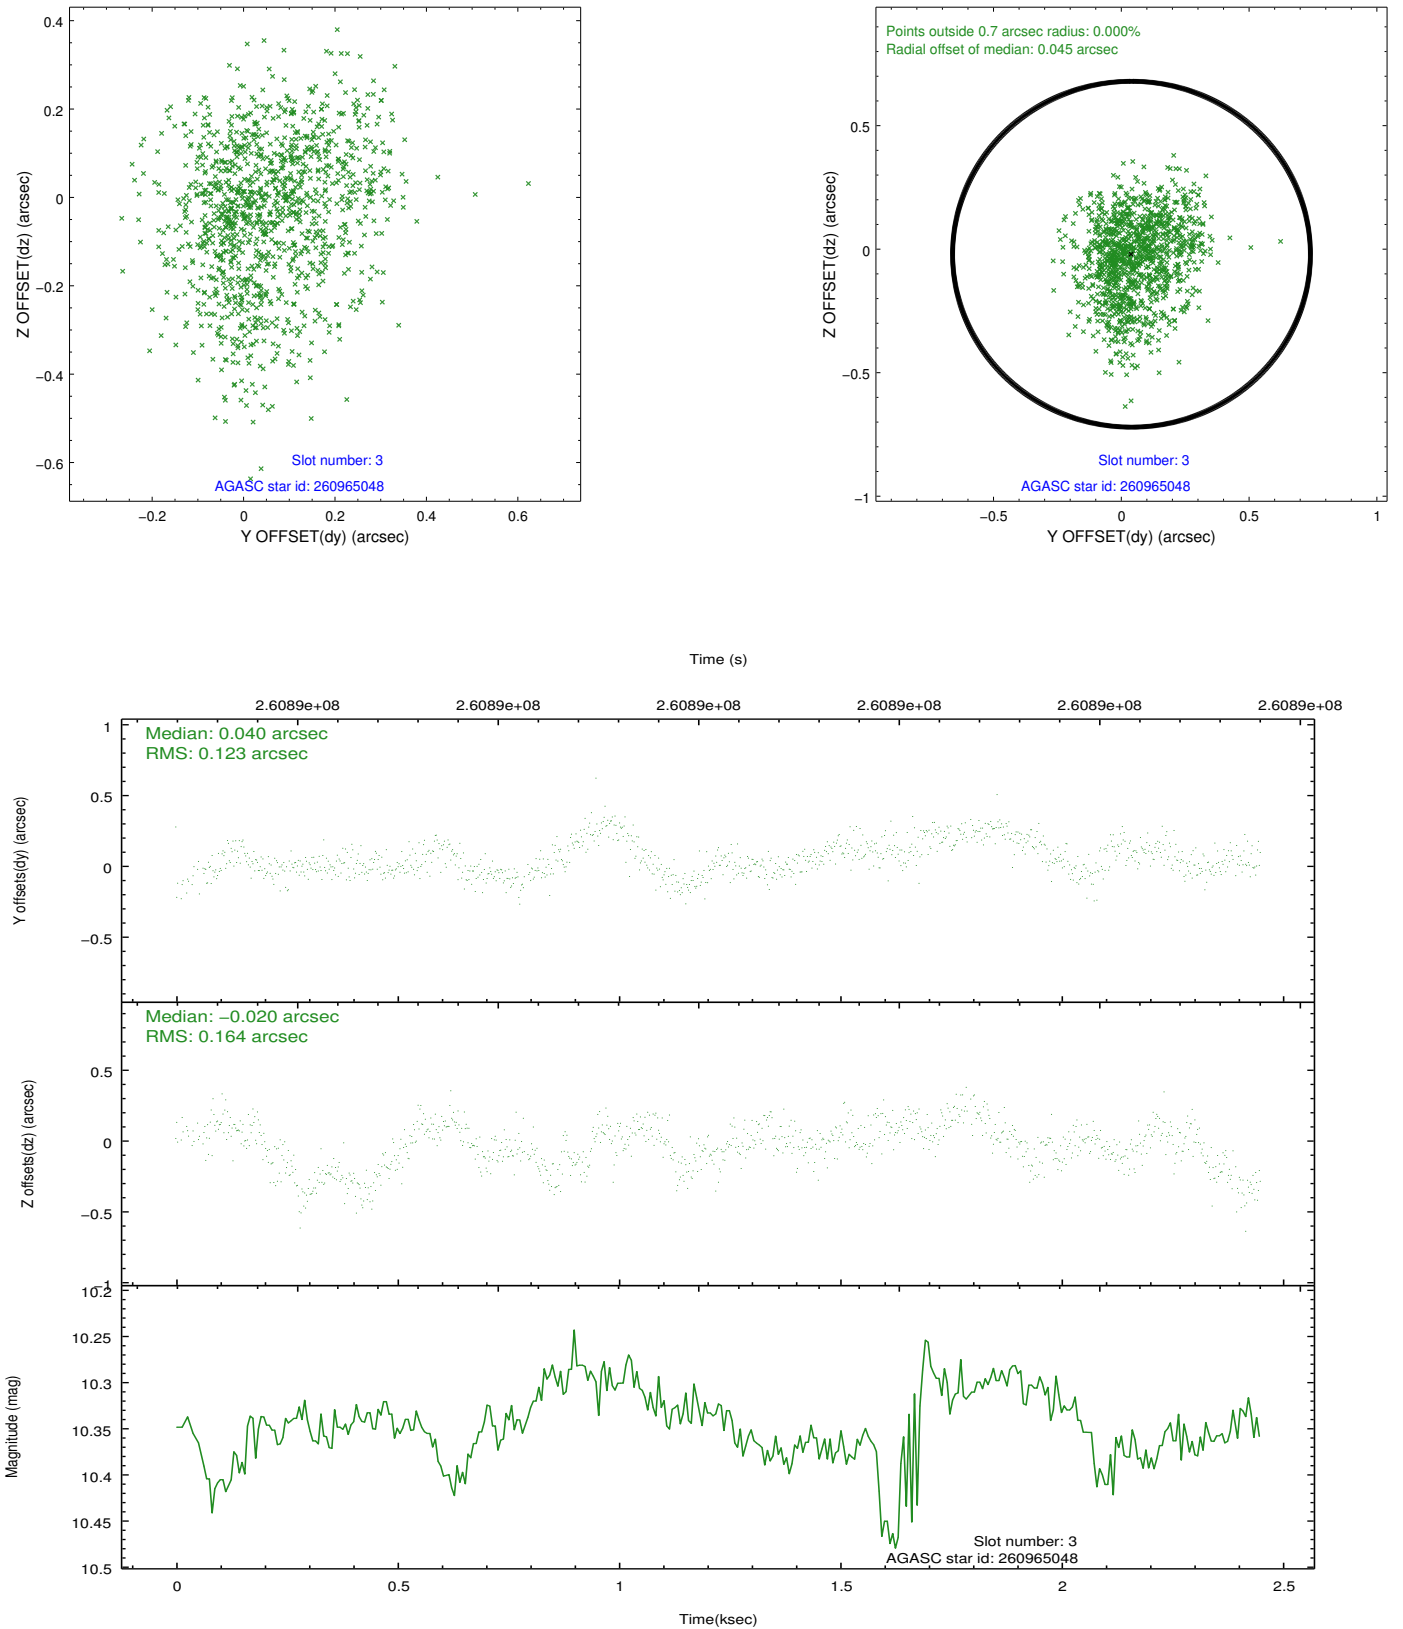 0.4
0.2
0
−0.2
−0.4
−0.6
Z OFFSET(dz) (arcsec)
Slot number: 3
AGASC star id: 260965048
−0.2 0 0.2 0.4 0.6
Y OFFSET(dy) (arcsec)
Points outside 0.7 arcsec radius: 0.000%
Radial offset of median: 0.045 arcsec
0.5
0
−0.5
−1
Z OFFSET(dz) (arcsec)
Slot number: 3
AGASC star id: 260965048
−0.5 0 0.5 1
Y OFFSET(dy) (arcsec)
Time (s)
2.6089e+08 2.6089e+08 2.6089e+08 2.6089e+08 2.6089e+08 2.6089e+08
Median: 0.040 arcsec
RMS: 0.123 arcsec
1
0.5
0
−0.5
Y offsets(dy) (arcsec)
Median: −0.020 arcsec
RMS: 0.164 arcsec
0.5
0
−0.5
−1
Z offsets(dz) (arcsec)
10.2
10.25
10.3
10.35
10.4
10.45
10.5
Magnitude (mag)
Slot number: 3
AGASC star id: 260965048
0 0.5 1 1.5 2 2.5
Time(ksec)